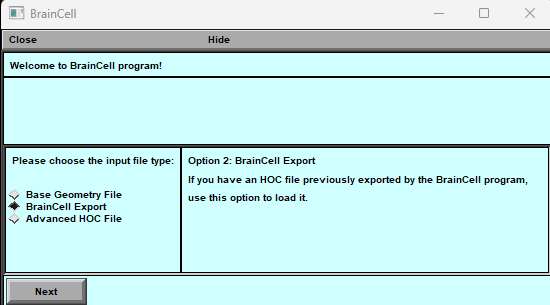 BrainCell
Close Hide
Welcome to BrainCell program!
Please choose the input file type:
Base Geometry File
BrainCell Export
Advanced HOC File
Option 2: BrainCell Export
If you have an HOC file previously exported by the BrainCell program,
use this option to load it.
Next